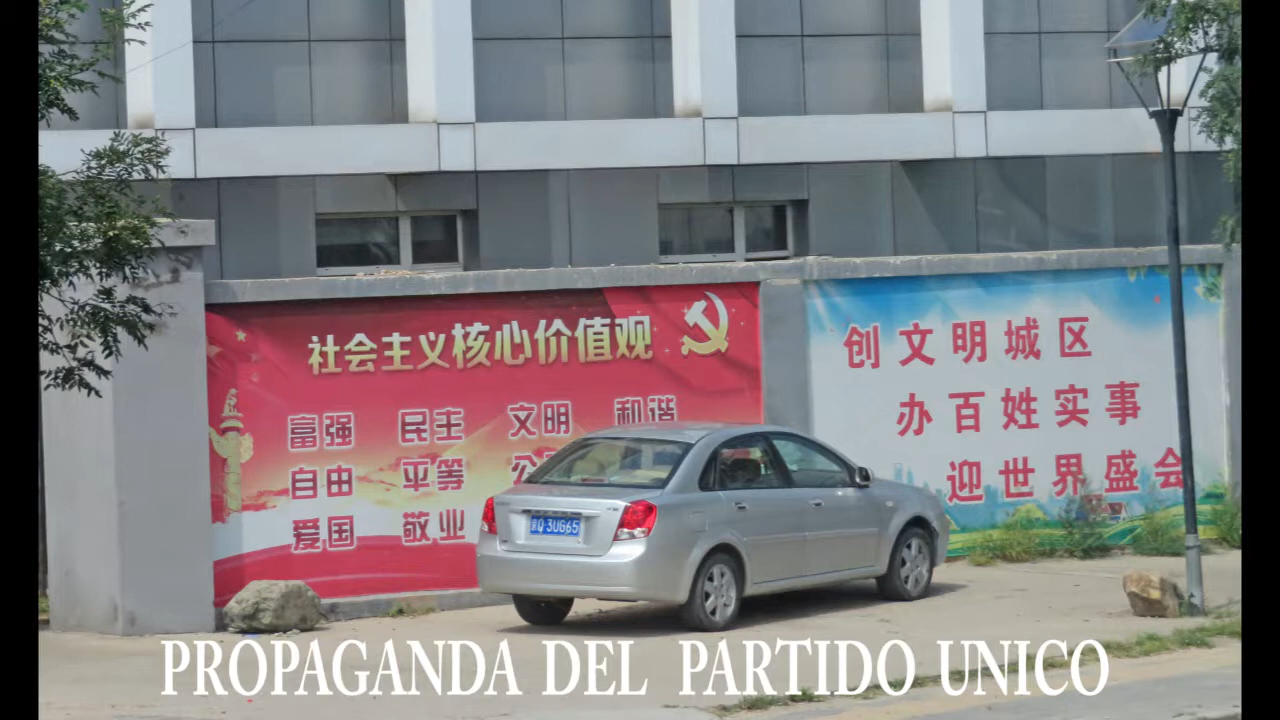 社会主义核心价值观
富强 民主 文明 和谐
自由 平等
爱国 敬业
创文明城区
办百姓实事
迎世界盛会
Q·3UG65
PROPAGANDA DEL PARTIDO UNICO